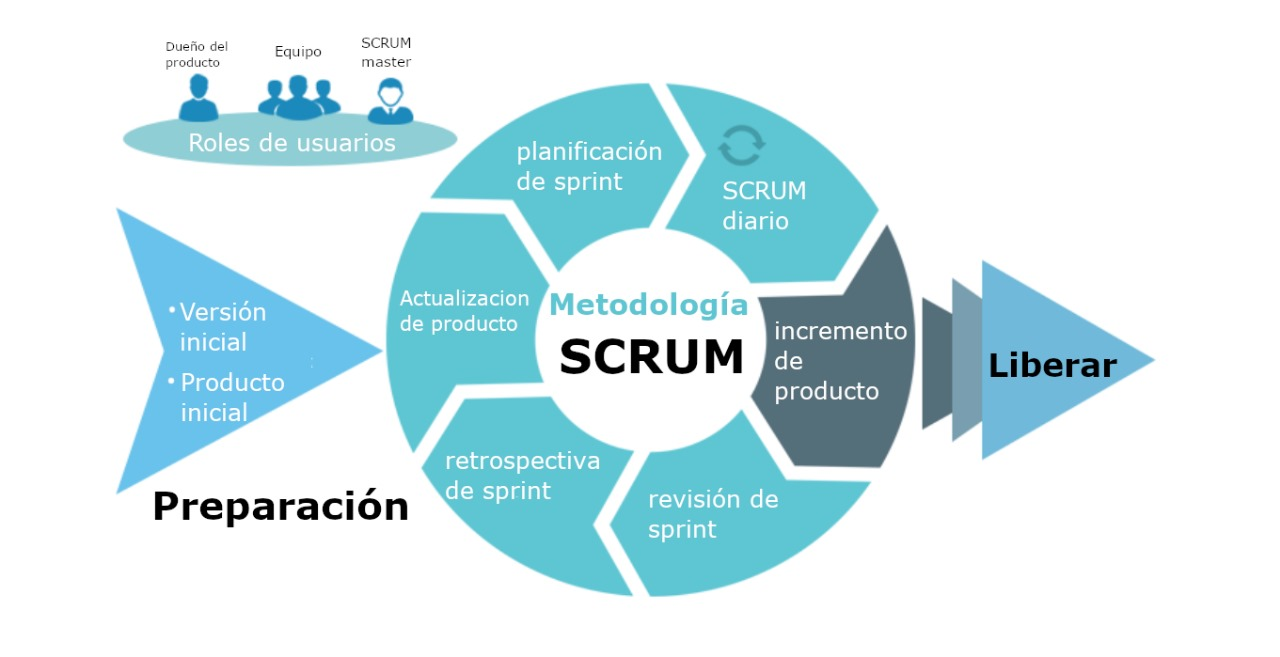 Dueño del
producto
Equipo
SCRUM
master
Roles de usuarios
planificación
de sprint
SCRUM
diario
Actualizacion
de producto
Metodología
SCRUM
incremento
de
producto
• Versión
inicial
• Producto
inicial
Liberar
retrospectiva
de sprint
revisión de
sprint
Preparación